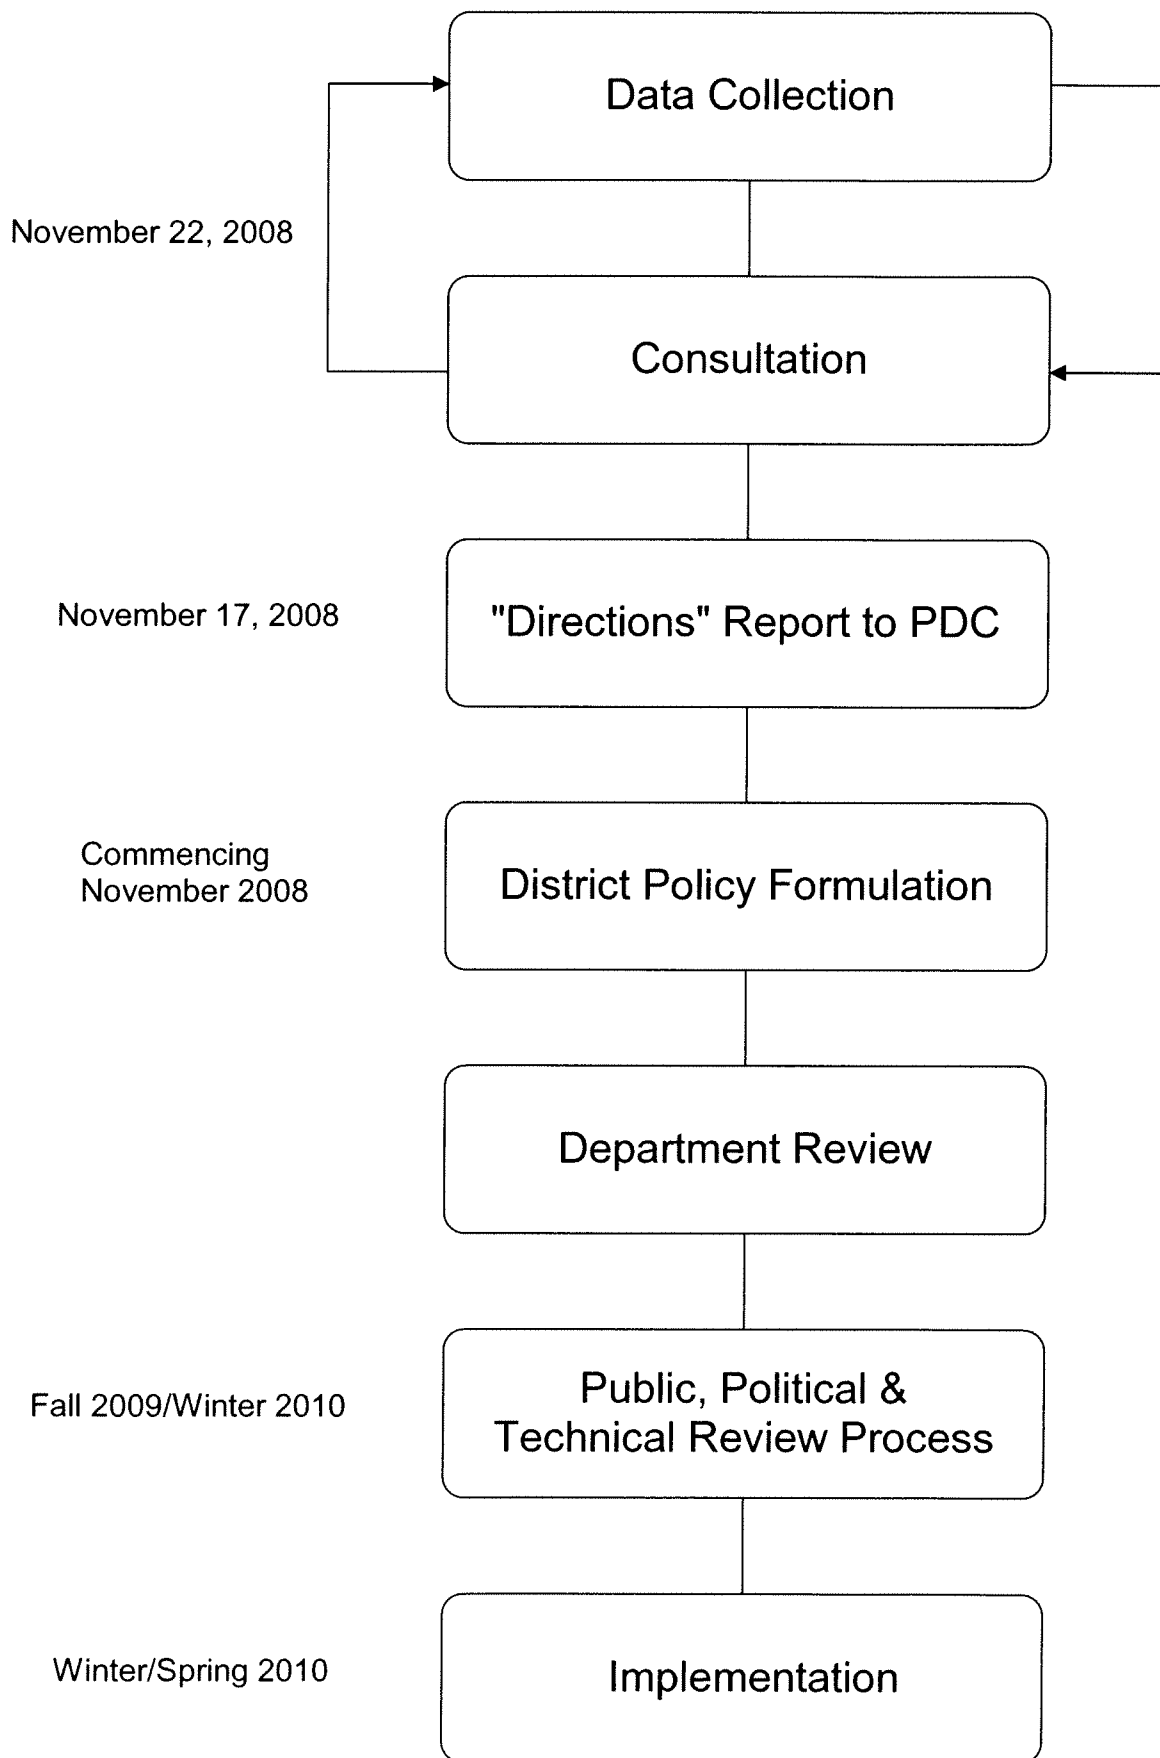 Data Collection
November 22, 2008
Consultation
November 17, 2008
"Directions" Report to PDC
Commencing
November 2008
District Policy Formulation
Department Review
Fall 2009/Winter 2010
Public, Political &
Technical Review Process
Winter/Spring 2010
Implementation